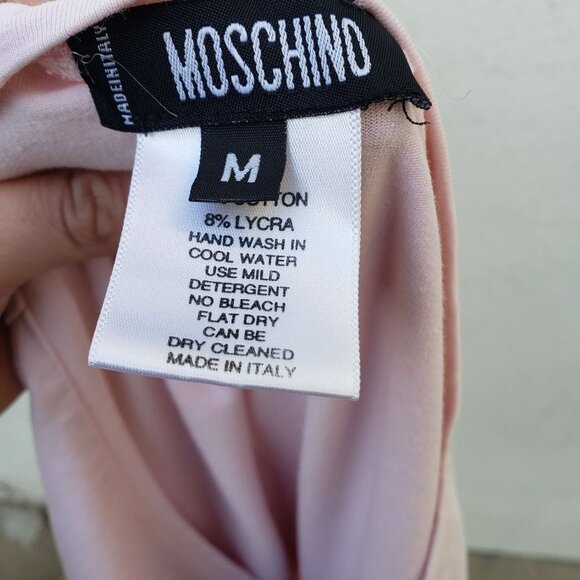 MADE IN ITALY
MOSCHINO
M
COTTON
8% LYCRA
HAND WASH IN
COOL WATER
USE MILD
DETERGENT
NO BLEACH
FLAT DRY
CAN BE
DRY CLEANED
MADE IN ITALY